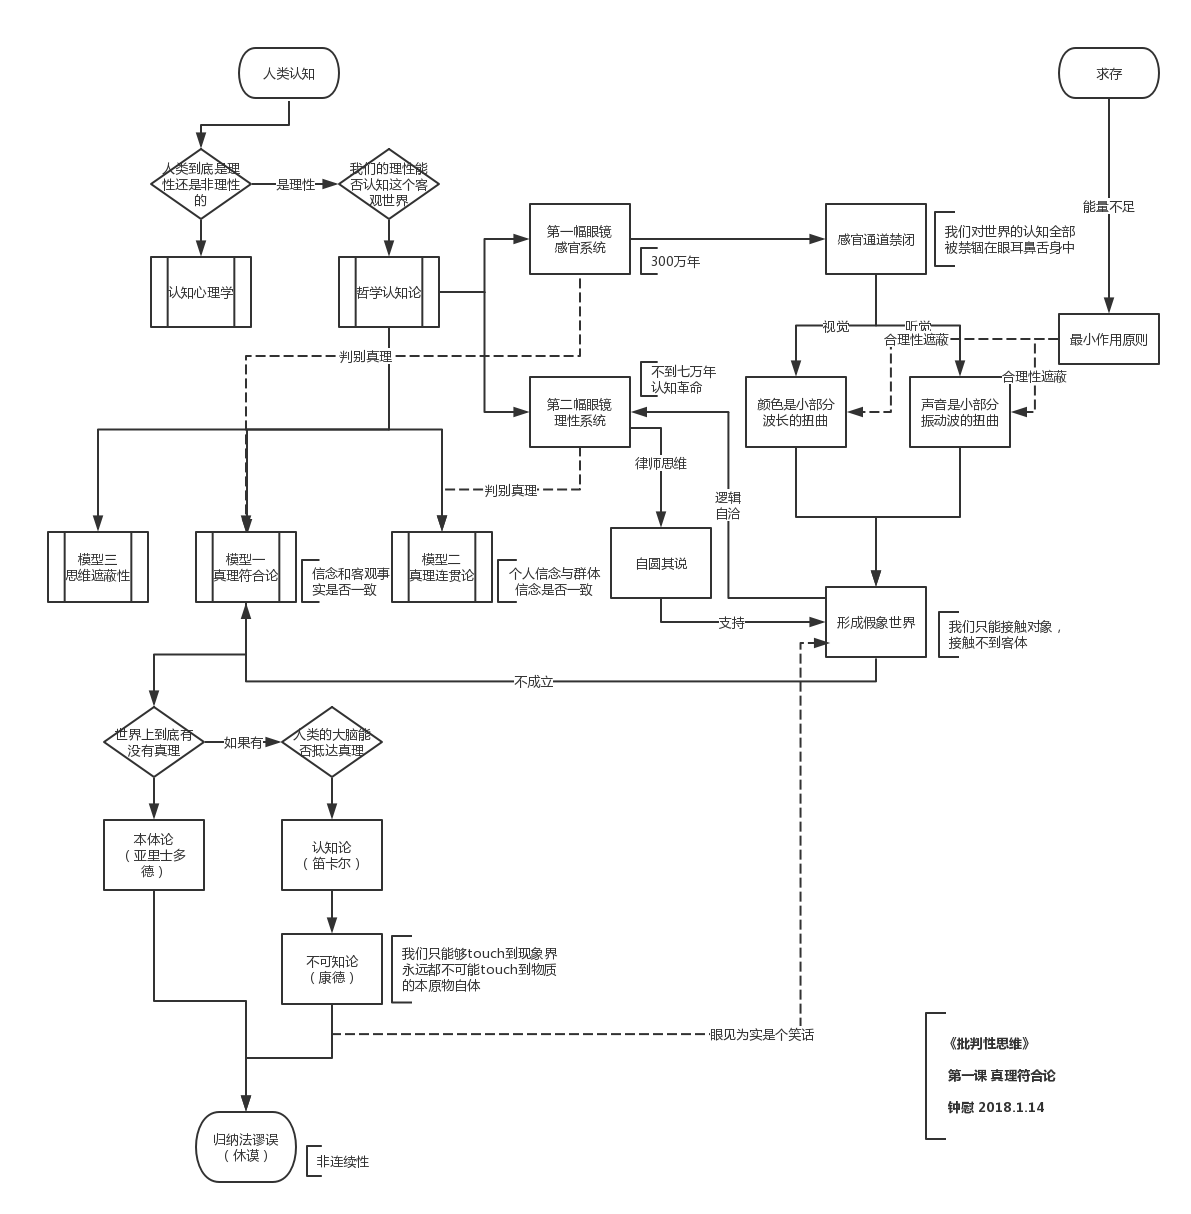 人类认知
求存
人类到底是理
性还是非理性
的
是理性
我们的理性能
否认知这个客
观世界
能量不足
第一幅眼镜
感官系统
300万年
感官通道禁闭
我们对世界的认知全部
被禁锢在眼耳鼻舌身中
认知心理学
哲学认知论
视觉
听觉
合理性遮蔽
最小作用原则
判别真理
不到七万年
认知革命
合理性遮蔽
第二幅眼镜
理性系统
颜色是小部分
波长的扭曲
声音是小部分
振动波的扭曲
律师思维
判别真理
逻辑
自洽
模型三
思维遮蔽性
模型一
真理符合论
信念和客观事
实是否一致
模型二
真理连贯论
个人信念与群体
信念是否一致
自圆其说
支持
形成假象世界
我们只能接触对象，
接触不到客体
不成立
世界上到底有
没有真理
如果有
人类的大脑能
否抵达真理
本体论
（亚里士多
德）
认知论
（笛卡尔）
不可知论
（康德）
我们只能够touch到现象界
永远都不可能touch到物质
的本原物自体
眼见为实是个笑话
《批判性思维》
第一课 真理符合论
钟慰 2018.1.14
归纳法谬误
（休谟）
非连续性